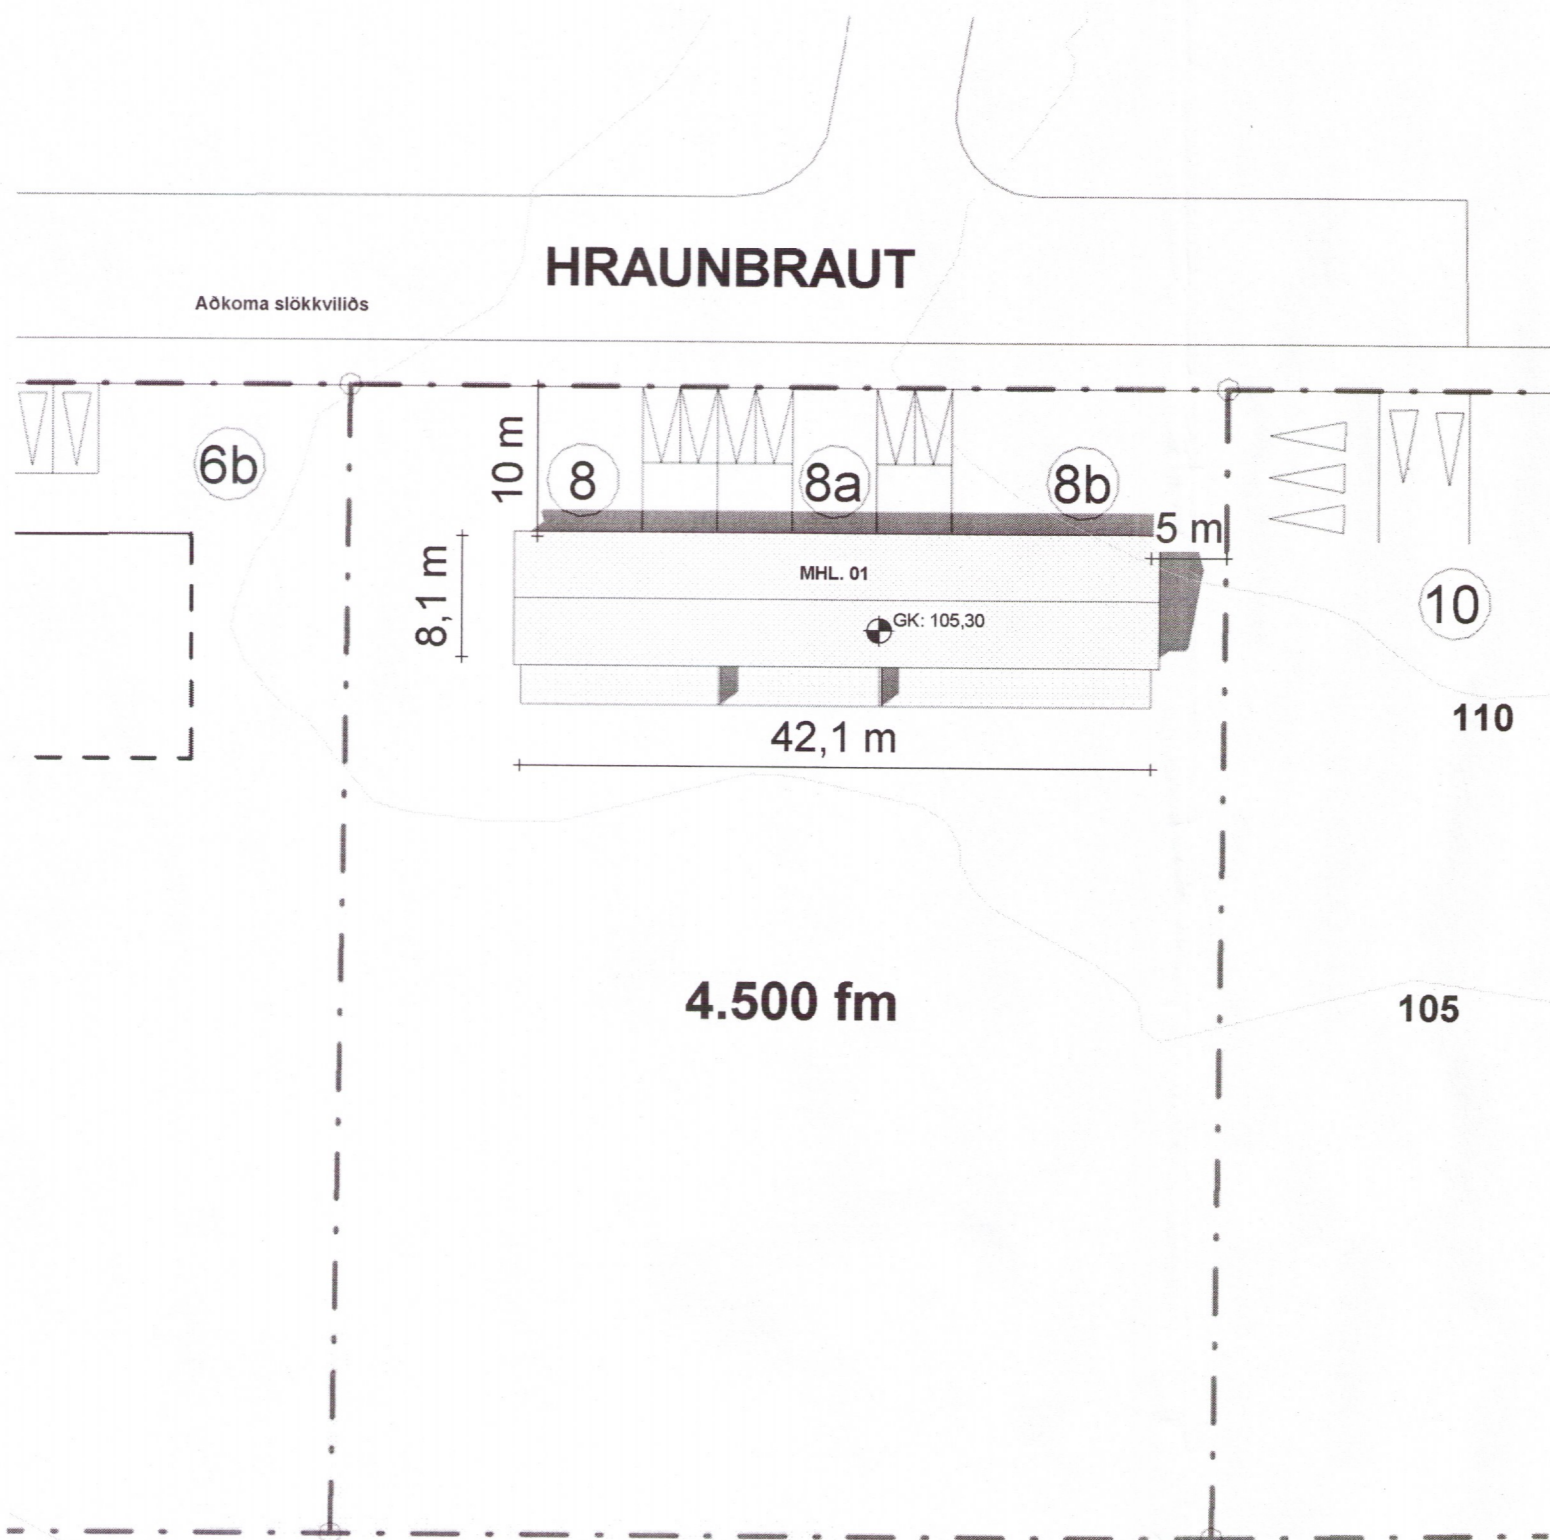 HRAUNBRAUT
Aðkoma slökkviliðs
10 m
6b
8
8a
8b
5 m
8,1 m
MHL. 01
GK: 105,30
10
110
42,1 m
4.500 fm
105